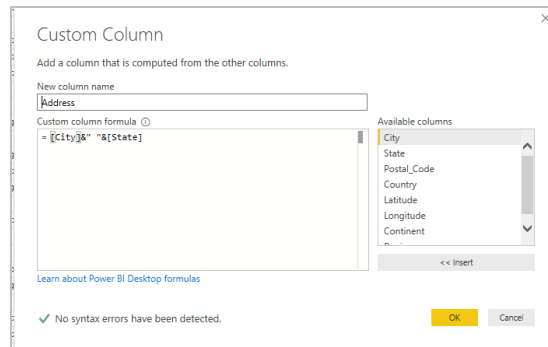 Custom Column
Add a column that is computed from the other columns.
New column name
Address
Custom column formula
= [City]&" "&[State]
Available columns
City
State
Postal_Code
Country
Latitude
Longitude
Continent
<< Insert
Learn about Power BI Desktop formulas
No syntax errors have been detected.
OK
Cancel